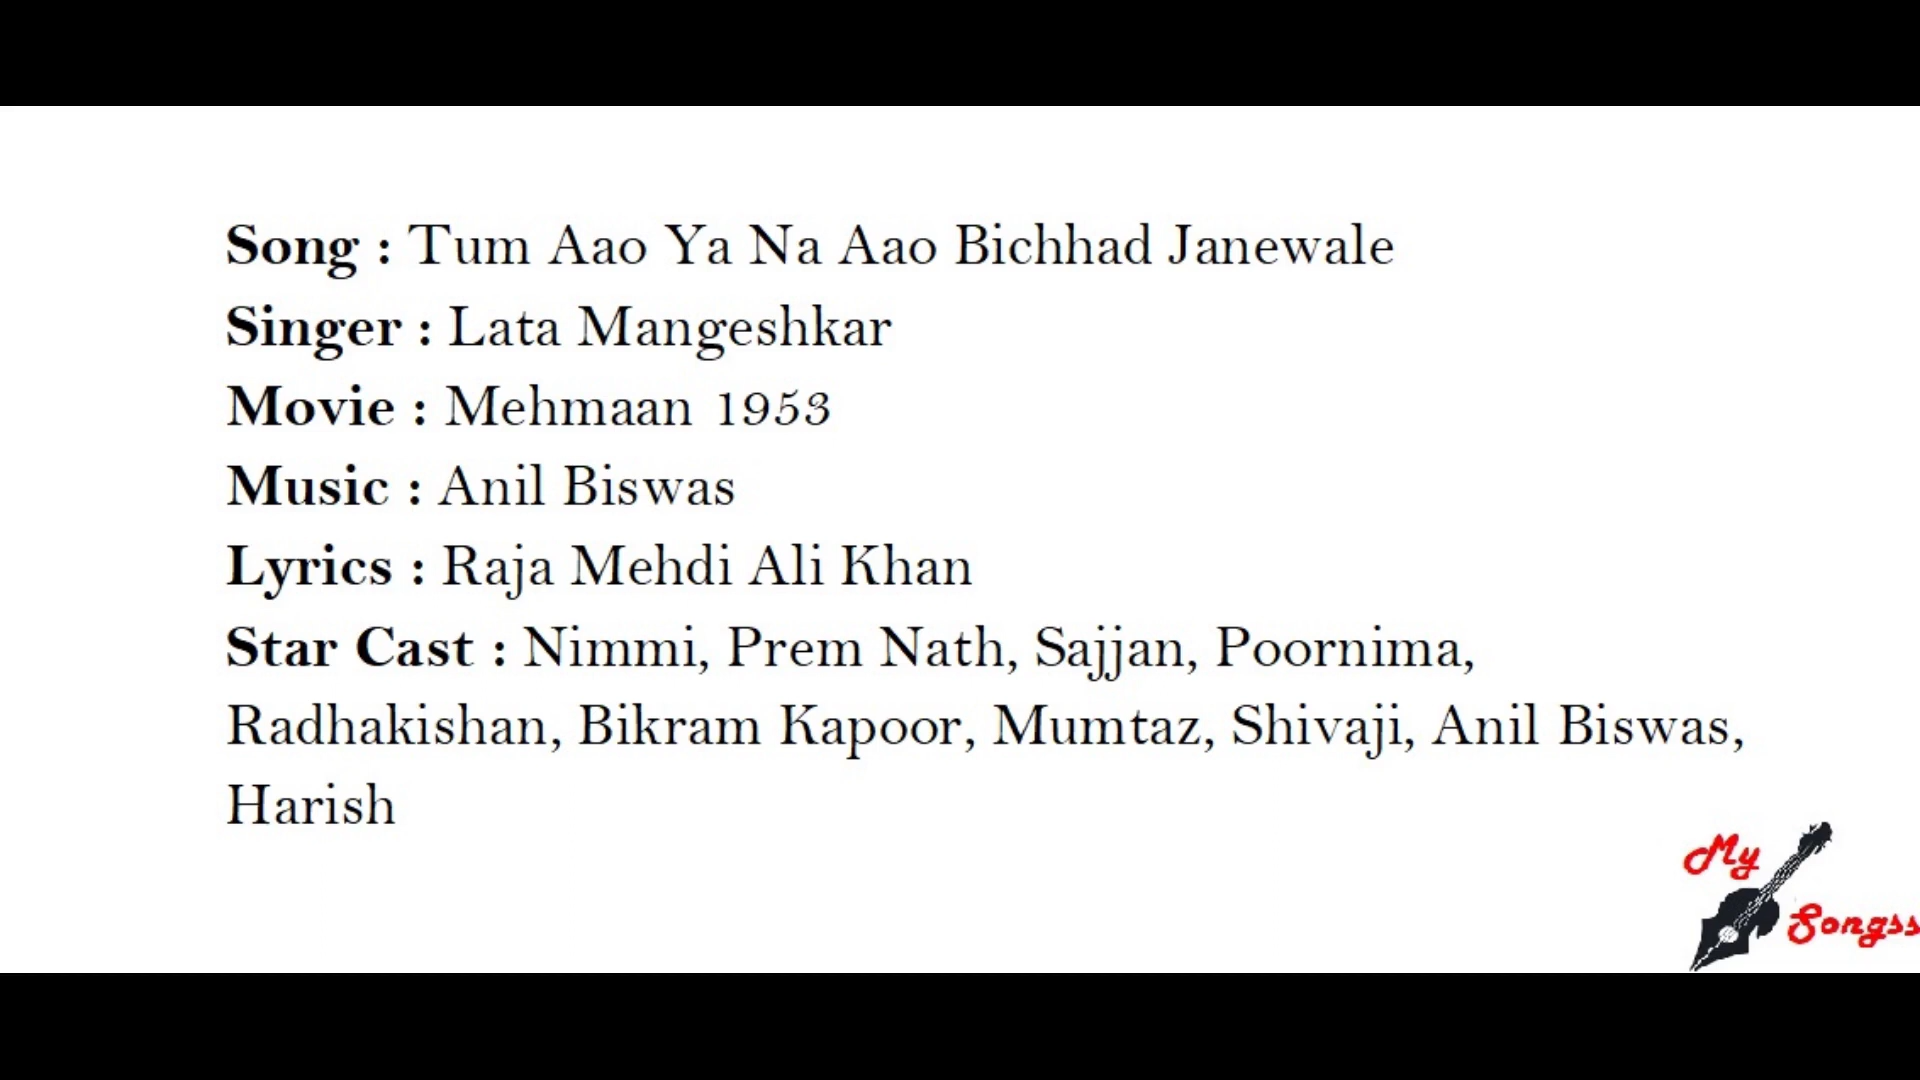 Song : Tum Aao Ya Na Aao Bichhad Janewale
Singer : Lata Mangeshkar
Movie : Mehmaan 1953
Music : Anil Biswas
Lyrics : Raja Mehdi Ali Khan
Star Cast : Nimmi, Prem Nath, Sajjan, Poornima,
Radhakishan, Bikram Kapoor, Mumtaz, Shivaji, Anil Biswas,
Harish
My
Songss